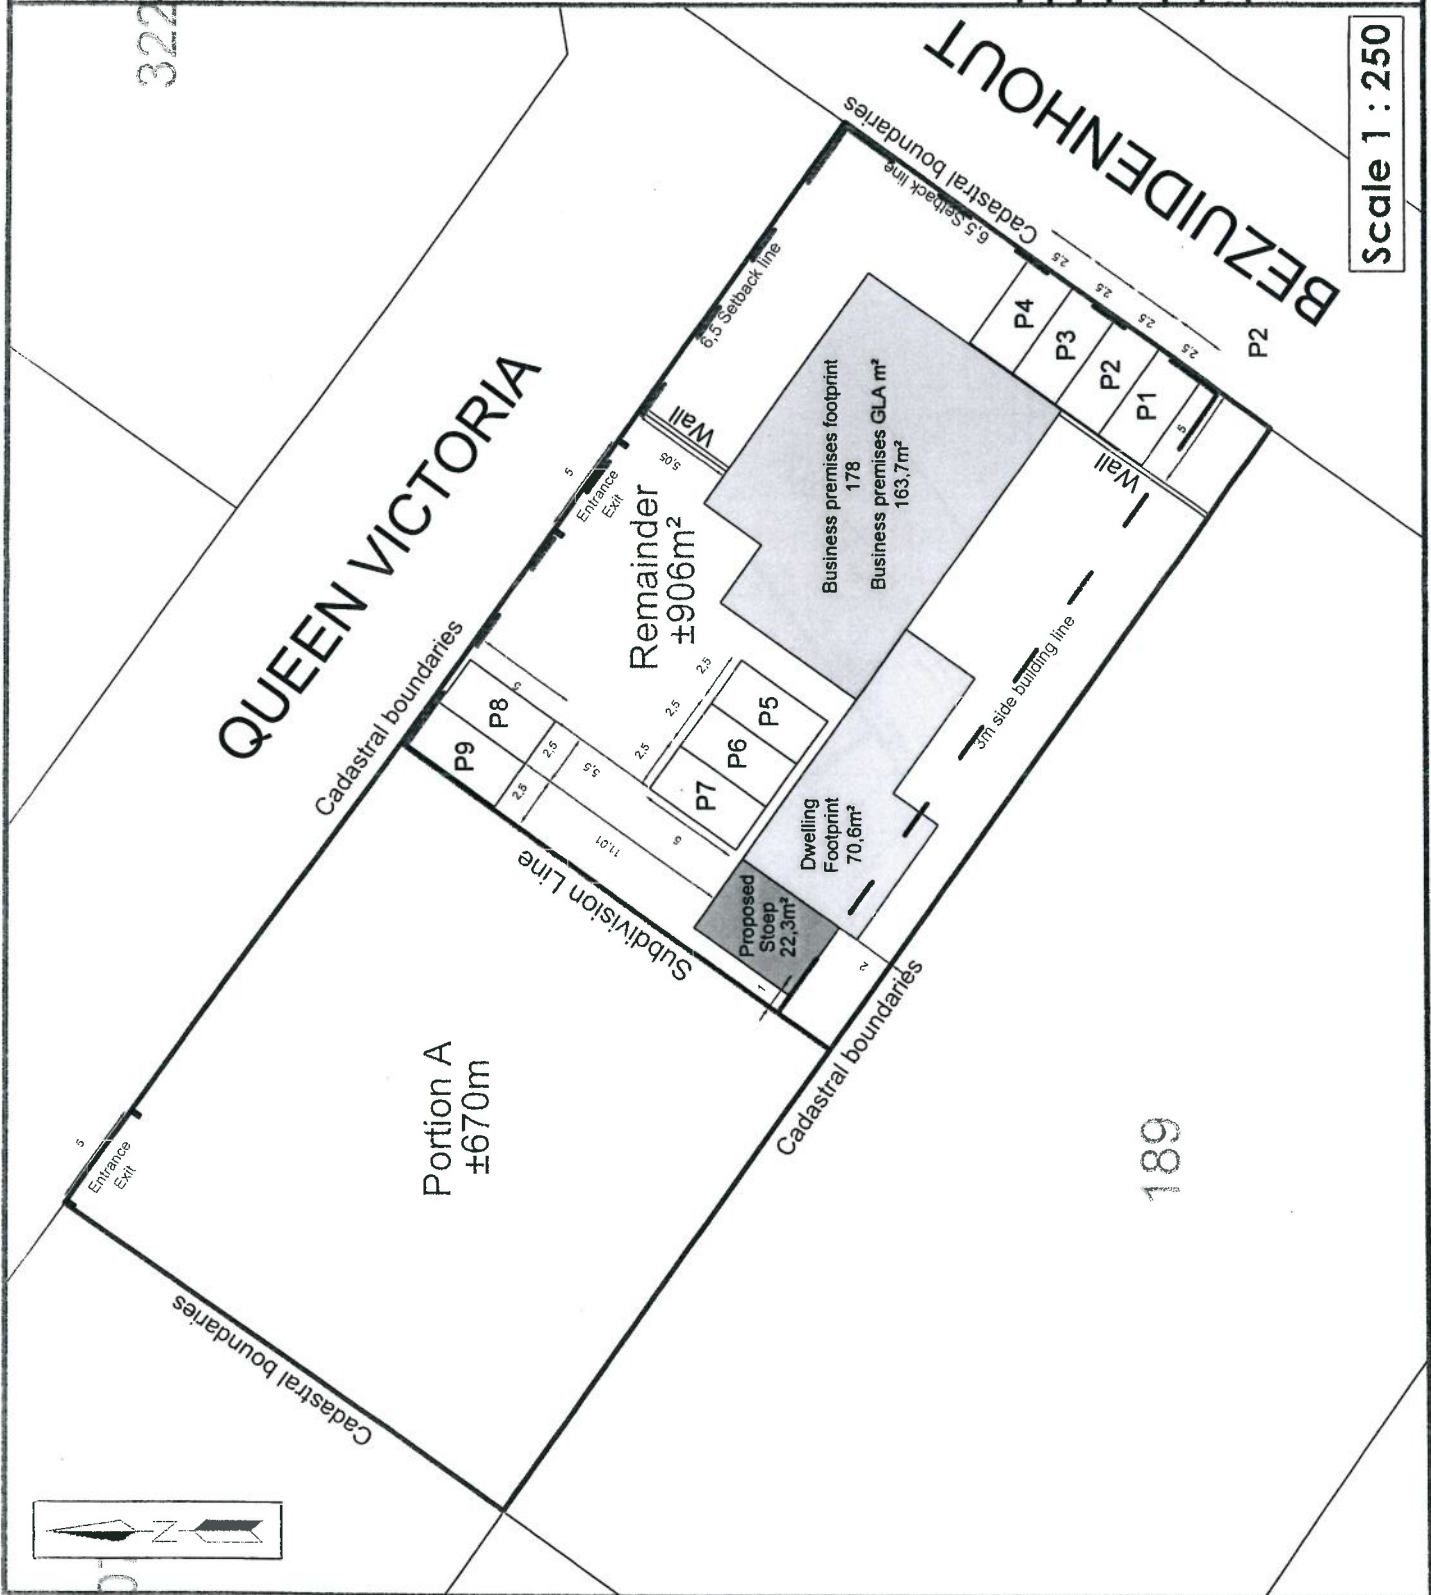 322
QUEEN VICTORIA
BEZUIDENHOUT
Scale 1 : 250
Cadastral boundaries
6,5 Setback line
Cadastral boundaries
6,5 Setback line
5
Entrance
Exit
Wall
5,05
Remainder
±906m²
Business premises footprint
178
Business premises GLA m²
163,7m²
P4
P3
P2
P1
2,5
2,5
2,5
2,5
P2
5
Wall
P8
P9
5
2,5
2,5
5,5
11,01
P5
P6
P7
2,5
2,5
2,5
5
Dwelling
Footprint
70,6m²
3m side building line
Proposed
Stoep
22,3m²
1
2
Subdivision Line
Cadastral boundaries
Portion A
±670m
5
Entrance
Exit
Cadastral boundaries
189
N